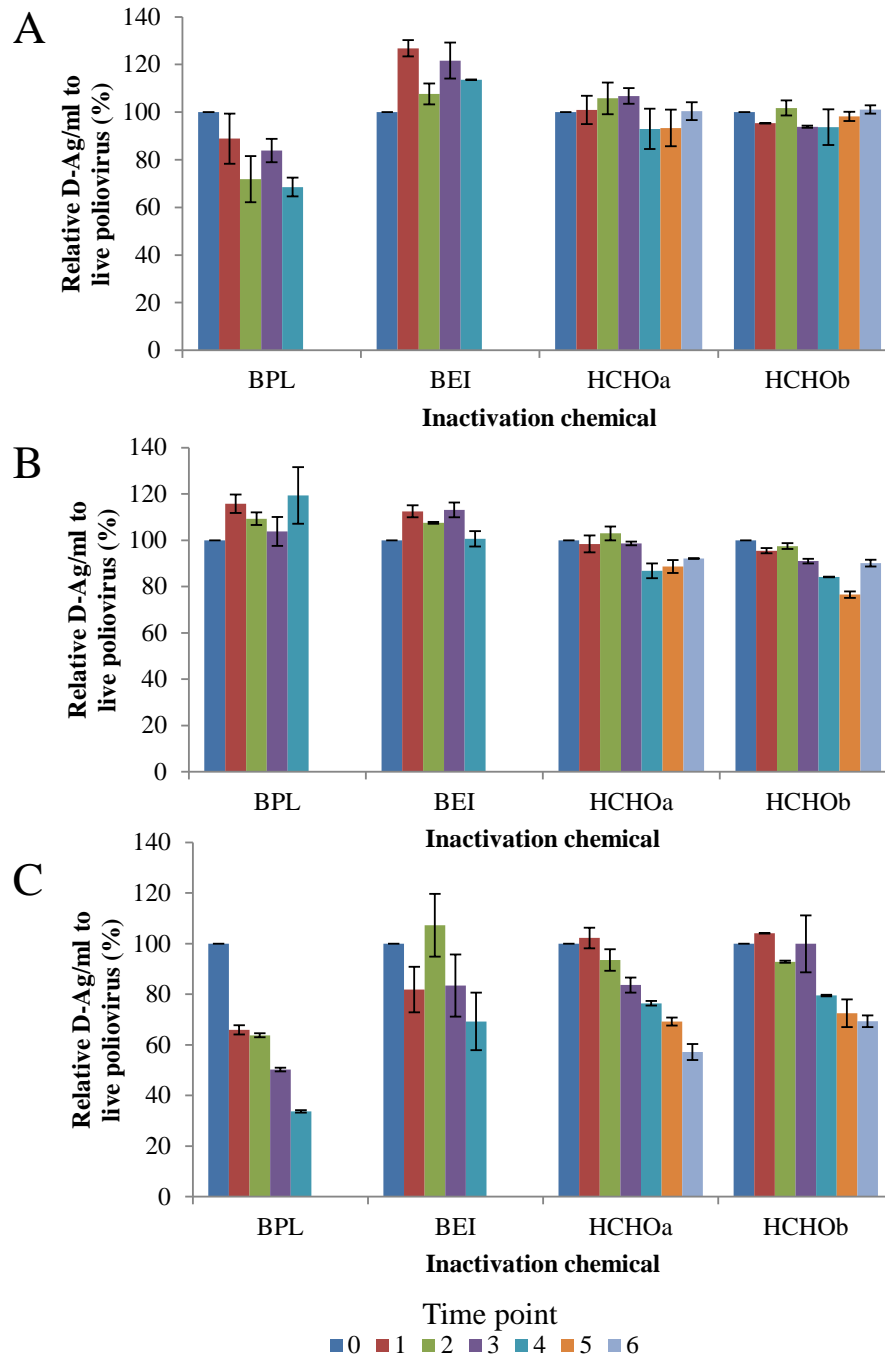 A
Relative D-Ag/ml to
live poliovirus (%)
140
120
100
80
60
40
20
0
BPL BEI HCHOa HCHOb
Inactivation chemical
B
Relative D-Ag/ml to
live poliovirus (%)
140
120
100
80
60
40
20
0
BPL BEI HCHOa HCHOb
Inactivation chemical
C
Relative D-Ag/ml to
live poliovirus (%)
140
120
100
80
60
40
20
0
BPL BEI HCHOa HCHOb
Inactivation chemical
Time point
0 1 2 3 4 5 6